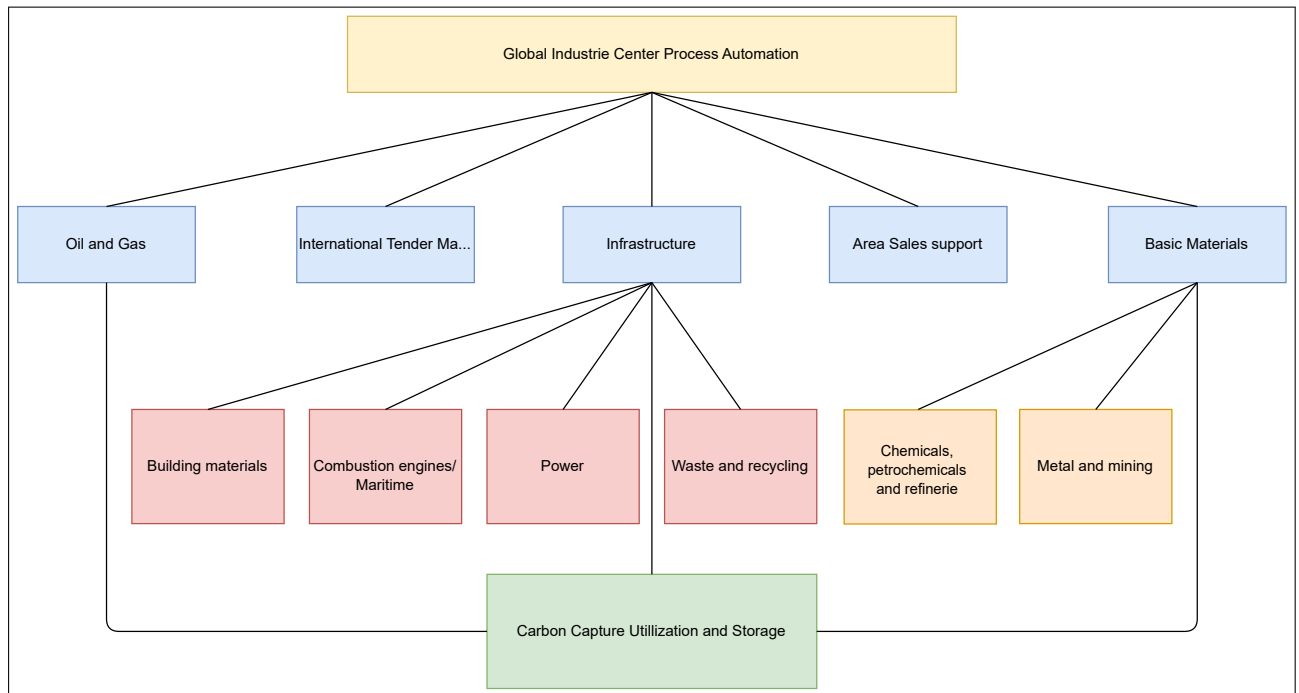 Global Industrie Center Process Automation
Oil and Gas
International Tender Ma...
Infrastructure
Area Sales support
Basic Materials
Building materials
Combustion engines/
Maritime
Power
Waste and recycling
Chemicals,
petrochemicals
and refinerie
Metal and mining
Carbon Capture Utillization and Storage